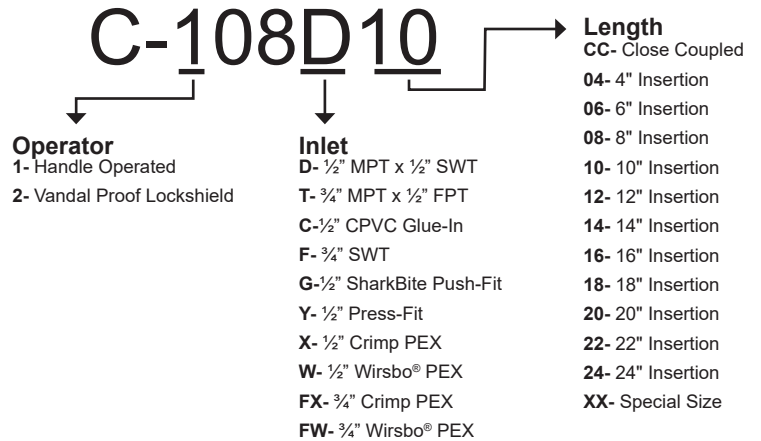 C-108D10
Operator
1- Handle Operated
2- Vandal Proof Lockshield
Inlet
D- ½” MPT x ½” SWT
T- ¾” MPT x ½” FPT
C-½” CPVC Glue-In
F- ¾” SWT
G-½” SharkBite Push-Fit
Y- ½” Press-Fit
X- ½” Crimp PEX
W- ½” Wirsbo® PEX
FX- ¾” Crimp PEX
FW- ¾” Wirsbo® PEX
Length
CC- Close Coupled
04- 4" Insertion
06- 6" Insertion
08- 8" Insertion
10- 10" Insertion
12- 12" Insertion
14- 14" Insertion
16- 16" Insertion
18- 18" Insertion
20- 20" Insertion
22- 22" Insertion
24- 24" Insertion
XX- Special Size